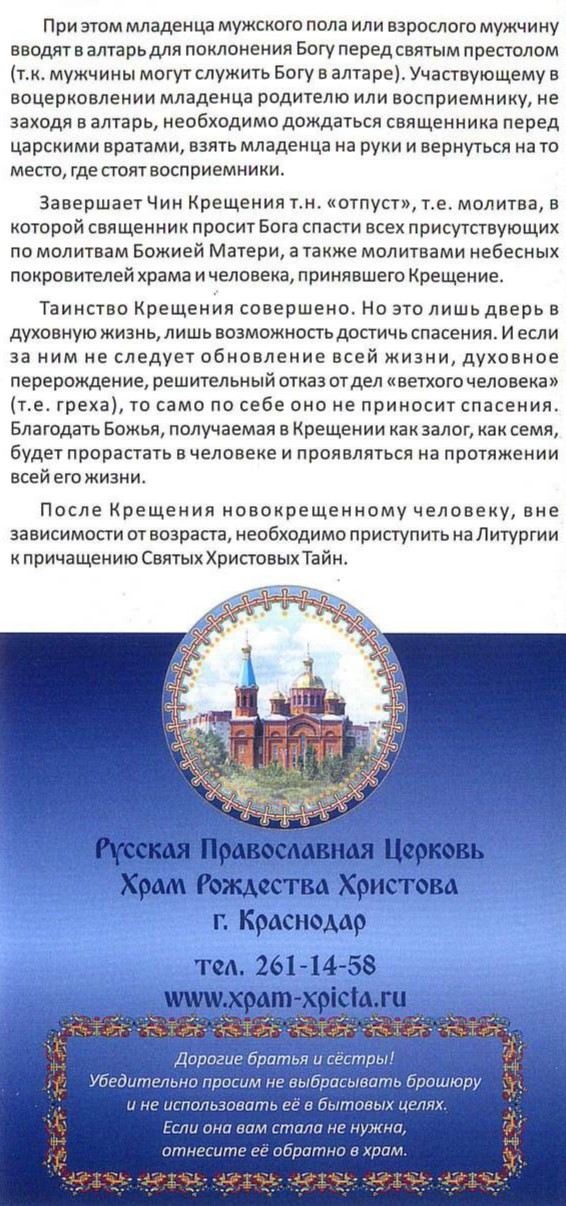 При этом младенца мужского пола или взрослого мужчину
вводят в алтарь для поклонения Богу перед святым престолом
(т.к. мужчины могут служить Богу в алтаре). Участвующему в
воцерковлении младенца родителю или восприемнику, не
заходя в алтарь, необходимо дождаться священника перед
царскими вратами, взять младенца на руки и вернуться на то
место, где стоят восприемники.
Завершает Чин Крещения т.н. «отпуст», т.е. молитва, в
которой священник просит Бога спасти всех присутствующих
по молитвам Божией Матери, а также молитвами небесных
покровителей храма и человека, принявшего Крещение.
Таинство Крещения совершено. Но это лишь дверь в
духовную жизнь, лишь возможность достичь спасения. И если
за ним не следует обновление всей жизни, духовное
перерождение, решительный отказ от дел «ветхого человека»
(т.е. греха), то само по себе оно не приносит спасения.
Благодать Божья, получаемая в Крещении как залог, как семя,
будет прорастать в человеке и проявляться на протяжении
всей его жизни.
После Крещения новокрещенному человеку, вне
зависимости от возраста, необходимо приступить на Литургии
к причащению Святых Христовых Тайн.
Русская Православная Церковь
Храм Рождества Христова
г. Краснодар
тел. 261-14-58
www.xpam-xpicta.ru
Дорогие братья и сёстры!
Убедительно просим не выбрасывать брошюру
и не использовать её в бытовых целях.
Если она вам стала не нужна,
отнесите её обратно в храм.